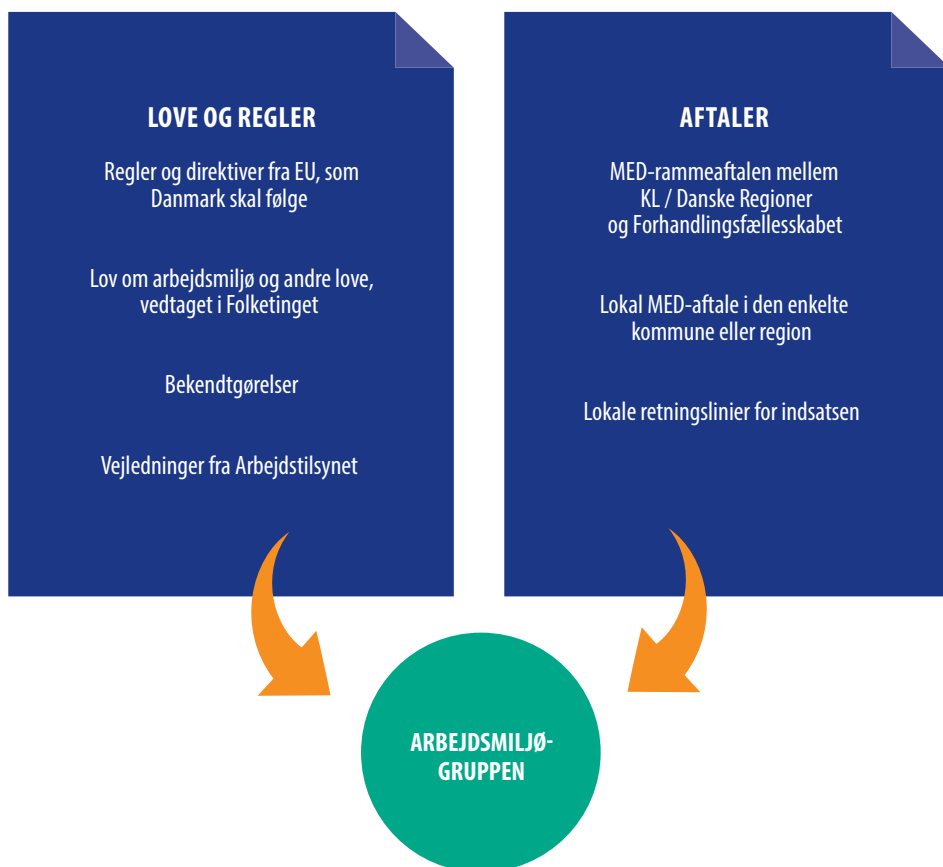 LOVE OG REGLER
Regler og direktiver fra EU, som
Danmark skal følge
Lov om arbejdsmiljø og andre love,
vedtaget i Folketinget
Bekendtgørelser
Vejledninger fra Arbejdstilsynet
AFTALER
MED-rammeaftalen mellem
KL / Danske Regioner
og Forhandlingsfællesskabet
Lokal MED-aftale i den enkelte
kommune eller region
Lokale retningslinier for indsatsen
ARBEJDSMILJØ-
GRUPPEN